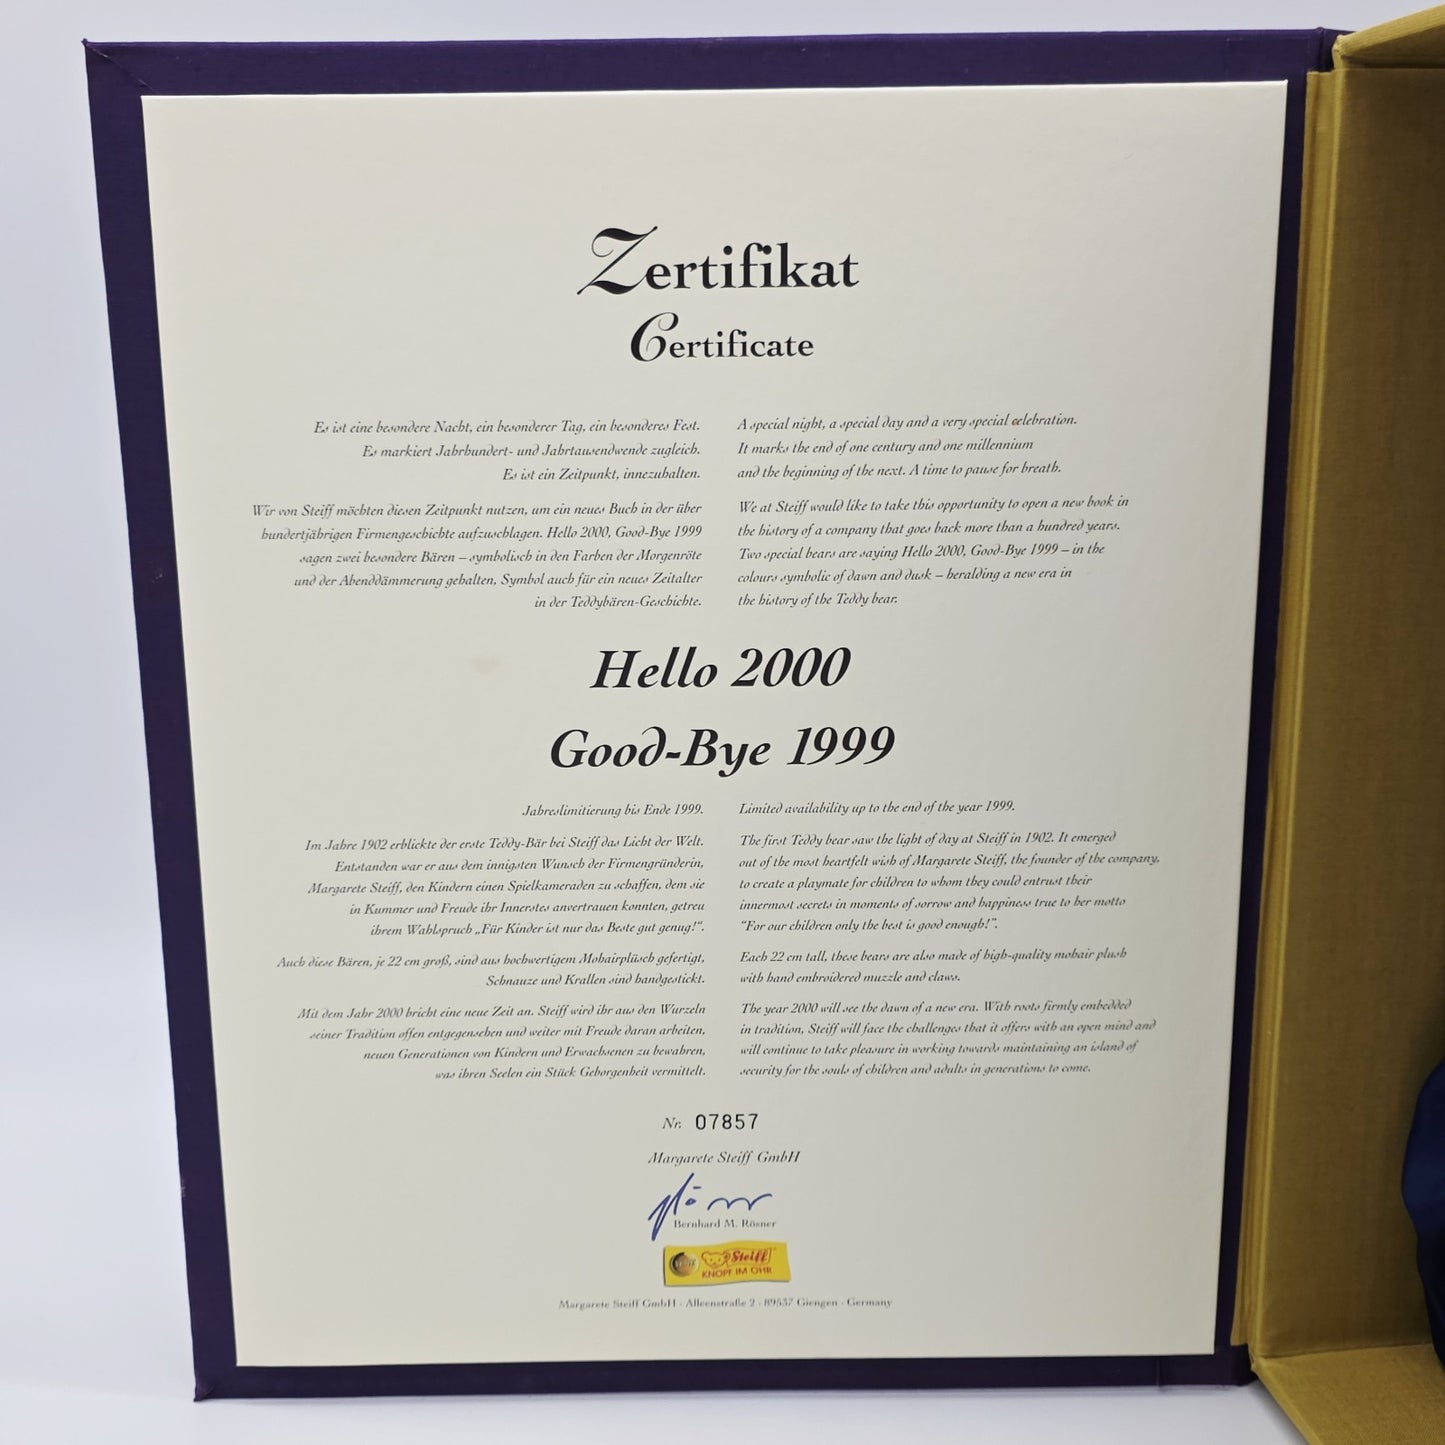 Zertifikat
Certificate
Es ist eine besondere Nacht, ein besonderer Tag, ein besonderes Fest.
Es markiert Jahrhundert- und Jahrtausendwende zugleich.
Es ist ein Zeitpunkt, innezuhalten.
Wir von Steiff möchten diesen Zeitpunkt nutzen, um ein neues Buch in der über
hundertjährigen Firmengeschichte aufzuschlagen. Hello 2000, Good-Bye 1999
sagen zwei besondere Bären – symbolisch in den Farben der Morgenröte
und der Abenddämmerung gehalten, Symbol auch für ein neues Zeitalter
in der Teddybären-Geschichte.
A special night, a special day and a very special celebration.
It marks the end of one century and one millennium
and the beginning of the next. A time to pause for breath.
We at Steiff would like to take this opportunity to open a new book in
the history of a company that goes back more than a hundred years.
Two special bears are saying Hello 2000, Good-Bye 1999 – in the
colours symbolic of dawn and dusk – heralding a new era in
the history of the Teddy bear.
Hello 2000
Good-Bye 1999
Jahreslimitierung bis Ende 1999.
Im Jahre 1902 erblickte der erste Teddy-Bär bei Steiff das Licht der Welt.
Entstanden war er aus dem innigsten Wunsch der Firmengründerin,
Margarete Steiff, den Kindern einen Spielkameraden zu schaffen, dem sie
in Kummer und Freude ihr Innerstes anvertrauen konnten, getreu
ihrem Wahlspruch „Für Kinder ist nur das Beste gut genug!“.
Auch diese Bären, je 22 cm groß, sind aus hochwertigem Mohairplüsch gefertigt,
Schnauze und Krallen sind handgestickt.
Mit dem Jahr 2000 bricht eine neue Zeit an. Steiff wird ihr aus den Wurzeln
seiner Tradition offen entgegensehen und weiter mit Freude daran arbeiten,
neuen Generationen von Kindern und Erwachsenen zu bewahren,
was ihren Seelen ein Stück Geborgenheit vermittelt.
Limited availability up to the end of the year 1999.
The first Teddy bear saw the light of day at Steiff in 1902. It emerged
out of the most heartfelt wish of Margarete Steiff, the founder of the company,
to create a playmate for children to whom they could entrust their
innermost secrets in moments of sorrow and happiness true to her motto
“For our children only the best is good enough!”.
Each 22 cm tall, these bears are also made of high-quality mohair plush
with hand embroidered muzzle and claws.
The year 2000 will see the dawn of a new era. With roots firmly embedded
in tradition, Steiff will face the challenges that it offers with an open mind and
will continue to take pleasure in working towards maintaining an island of
security for the souls of children and adults in generations to come.
Nr. 07857
Margarete Steiff GmbH
Bernhard M. Rösner
Steiff
KNOPF IM OHR
Margarete Steiff GmbH · Alleenstraße 2 · 89537 Giengen · Germany